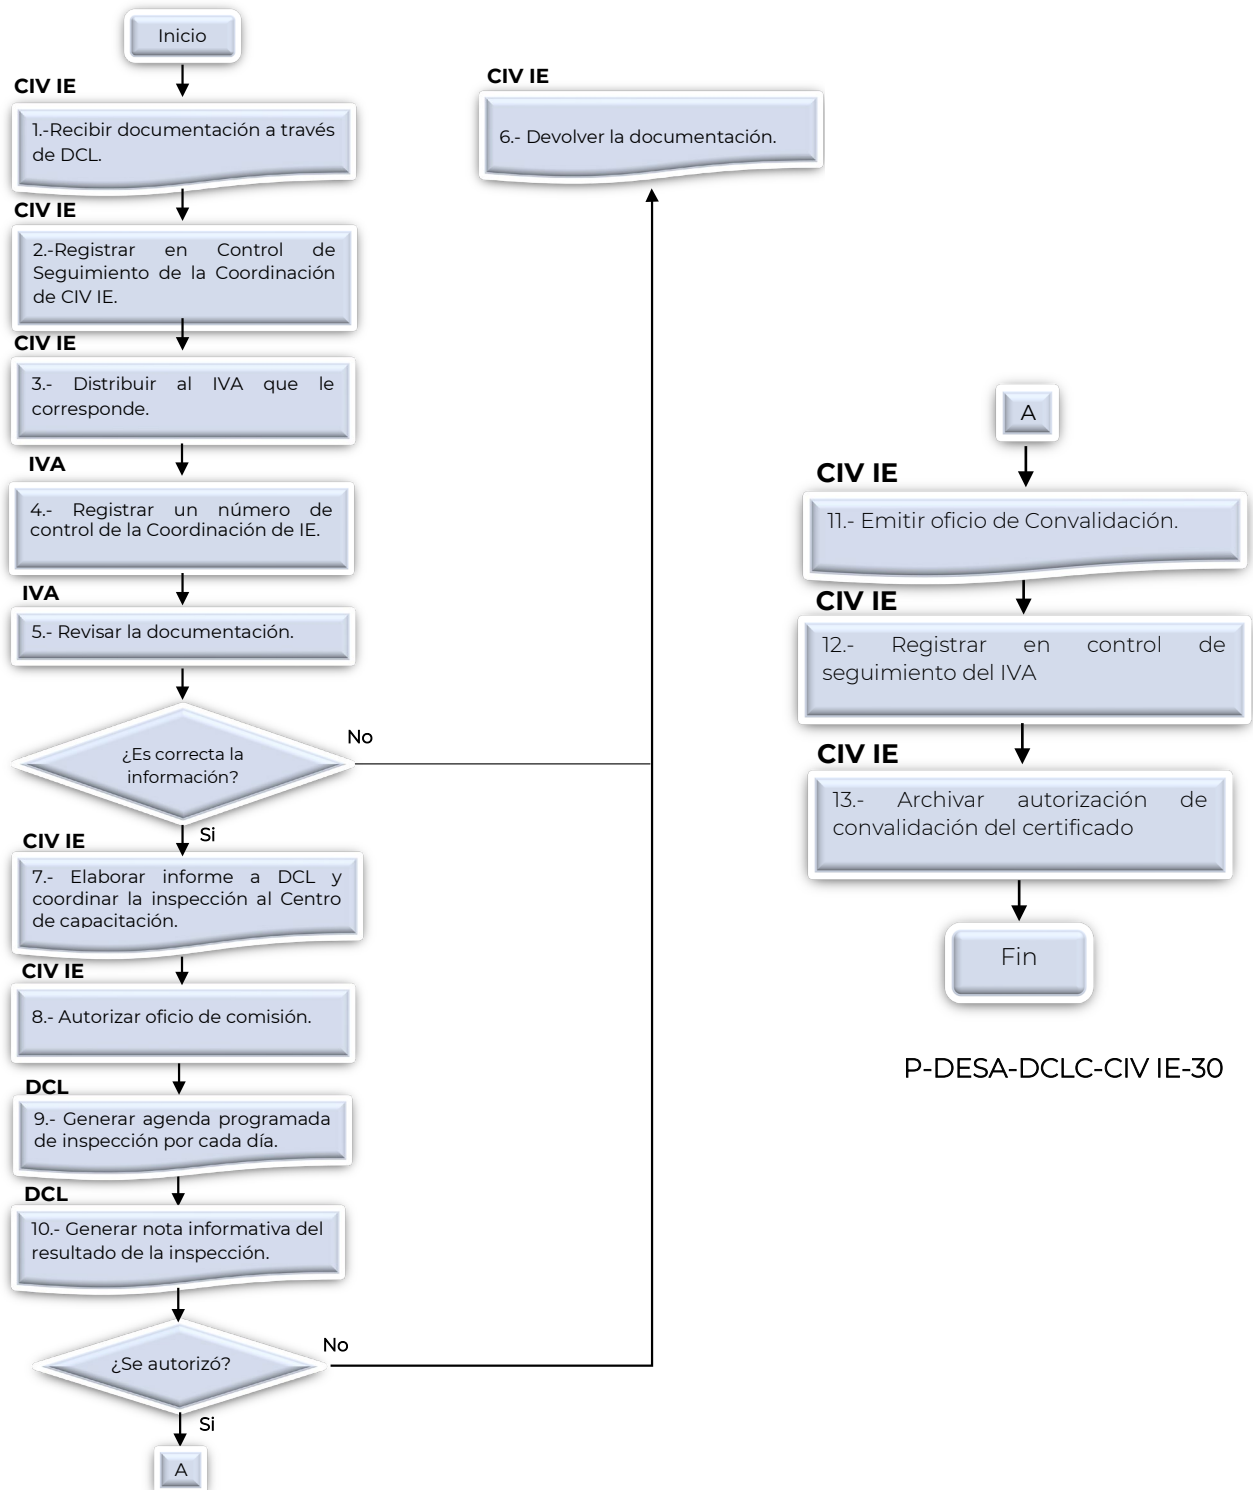 Inicio
CIV IE
1.-Recibir documentación a través
de DCL.
CIV IE
2.-Registrar en Control de
Seguimiento de la Coordinación
de CIV IE.
CIV IE
3.- Distribuir al IVA que le
corresponde.
IVA
4.- Registrar un número de
control de la Coordinación de IE.
IVA
5.- Revisar la documentación.
¿Es correcta la
información?
No
Si
CIV IE
6.- Devolver la documentación.
CIV IE
7.- Elaborar informe a DCL y
coordinar la inspección al Centro
de capacitación.
CIV IE
8.- Autorizar oficio de comisión.
DCL
9.- Generar agenda programada
de inspección por cada día.
DCL
10.- Generar nota informativa del
resultado de la inspección.
¿Se autorizó?
No
Si
A
A
CIV IE
11.- Emitir oficio de Convalidación.
CIV IE
12.- Registrar en control de
seguimiento del IVA
CIV IE
13.- Archivar autorización de
convalidación del certificado
Fin
P-DESA-DCLC-CIV IE-30